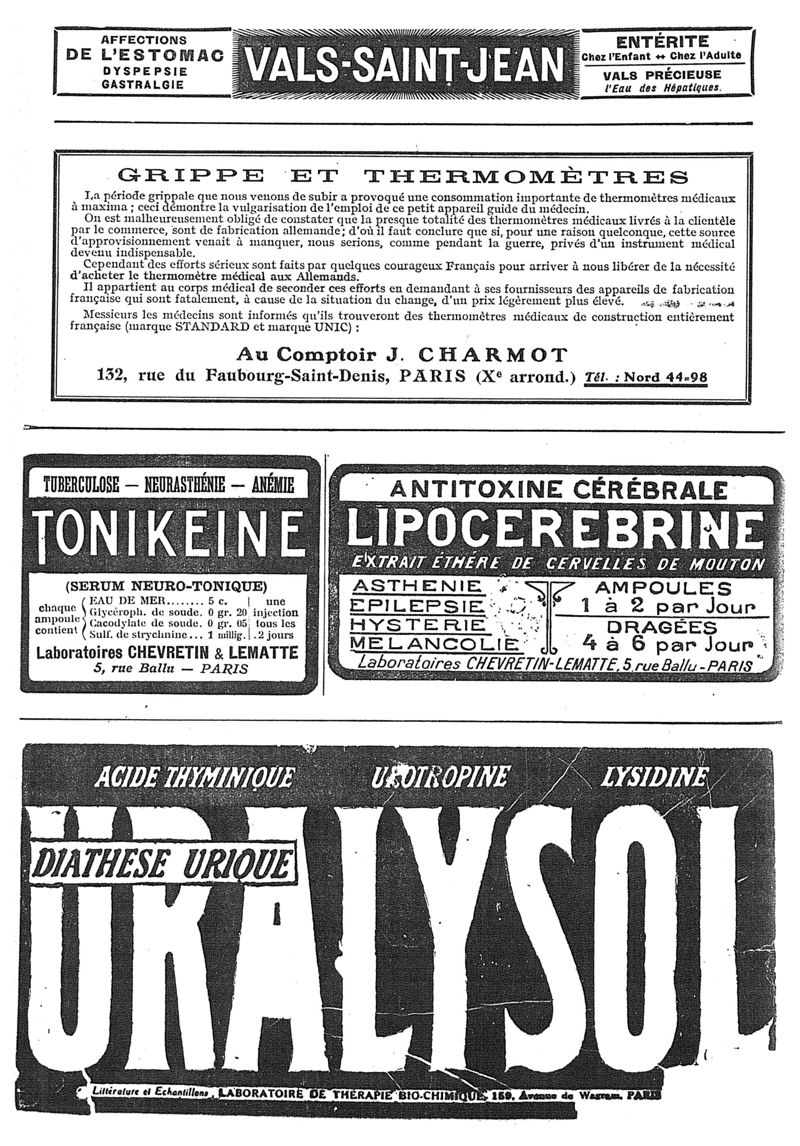 AFFECTIONS
DE L'ESTOMAC
DYSPEPSIE
GASTRALGIE
VALS-SAINT-JEAN
ENTÉRITE
Chez l'Enfant ↔ Chez l'Adulte
VALS PRÉCIEUSE
l'Eau des Hépatiques.
GRIPPE ET THERMOMÈTRES
La période grippale que nous venons de subir a provoqué une consommation importante de thermomètres médicaux
à maxima ; ceci démontre la vulgarisation de l'emploi de ce petit appareil guide du médecin.
On est malheureusement obligé de constater que la presque totalité des thermomètres médicaux livrés à la clientèle
par le commerce, sont de fabrication allemande; d'où il faut conclure que si, pour une raison quelconque, cette source
d'approvisionnement venait à manquer, nous serions, comme pendant la guerre, privés d'un instrument médical
devenu indispensable.
Cependant des efforts sérieux sont faits par quelques courageux Français pour arriver à nous libérer de la nécessité
d'acheter le thermomètre médical aux Allemands.
Il appartient au corps médical de seconder ces efforts en demandant à ses fournisseurs des appareils de fabrication
française qui sont fatalement, à cause de la situation du change, d'un prix légèrement plus élevé.
Messieurs les médecins sont informés qu'ils trouveront des thermomètres médicaux de construction entièrement
française (marque STANDARD et marque UNIC) :
Au Comptoir J. CHARMOT
132, rue du Faubourg-Saint-Denis, PARIS (Xe arrond.) Tél. : Nord 44-98
TUBERCULOSE — NEURASTHÉNIE — ANÉMIE
TONIKEINE
(SERUM NEURO-TONIQUE)
chaque ampoule contient
EAU DE MER....... 5 c.
Glycéroph. de soude. 0 gr. 20
Cacodylate de soude. 0 gr. 05
Sulf. de strychnine... 1 millig.
une injection tous les 2 jours
Laboratoires CHEVRETIN & LEMATTE
5, rue Ballu — PARIS
ANTITOXINE CÉRÉBRALE
LIPOCEREBRINE
EXTRAIT ÉTHÉRÉ DE CERVELLES DE MOUTON
ASTHENIE
EPILEPSIE
HYSTERIE
MELANCOLIE
AMPOULES
1 à 2 par Jour
DRAGÉES
4 à 6 par Jour
Laboratoires CHEVRETIN-LEMATTE, 5, rue Ballu - PARIS
ACIDE THYMINIQUE UROTROPINE LYSIDINE
URALYSOL
DIATHESE URIQUE
Littérature et Echantillons, LABORATOIRE DE THÉRAPIE BIO-CHIMIQUE, 159, Avenue de Wagram, PARIS